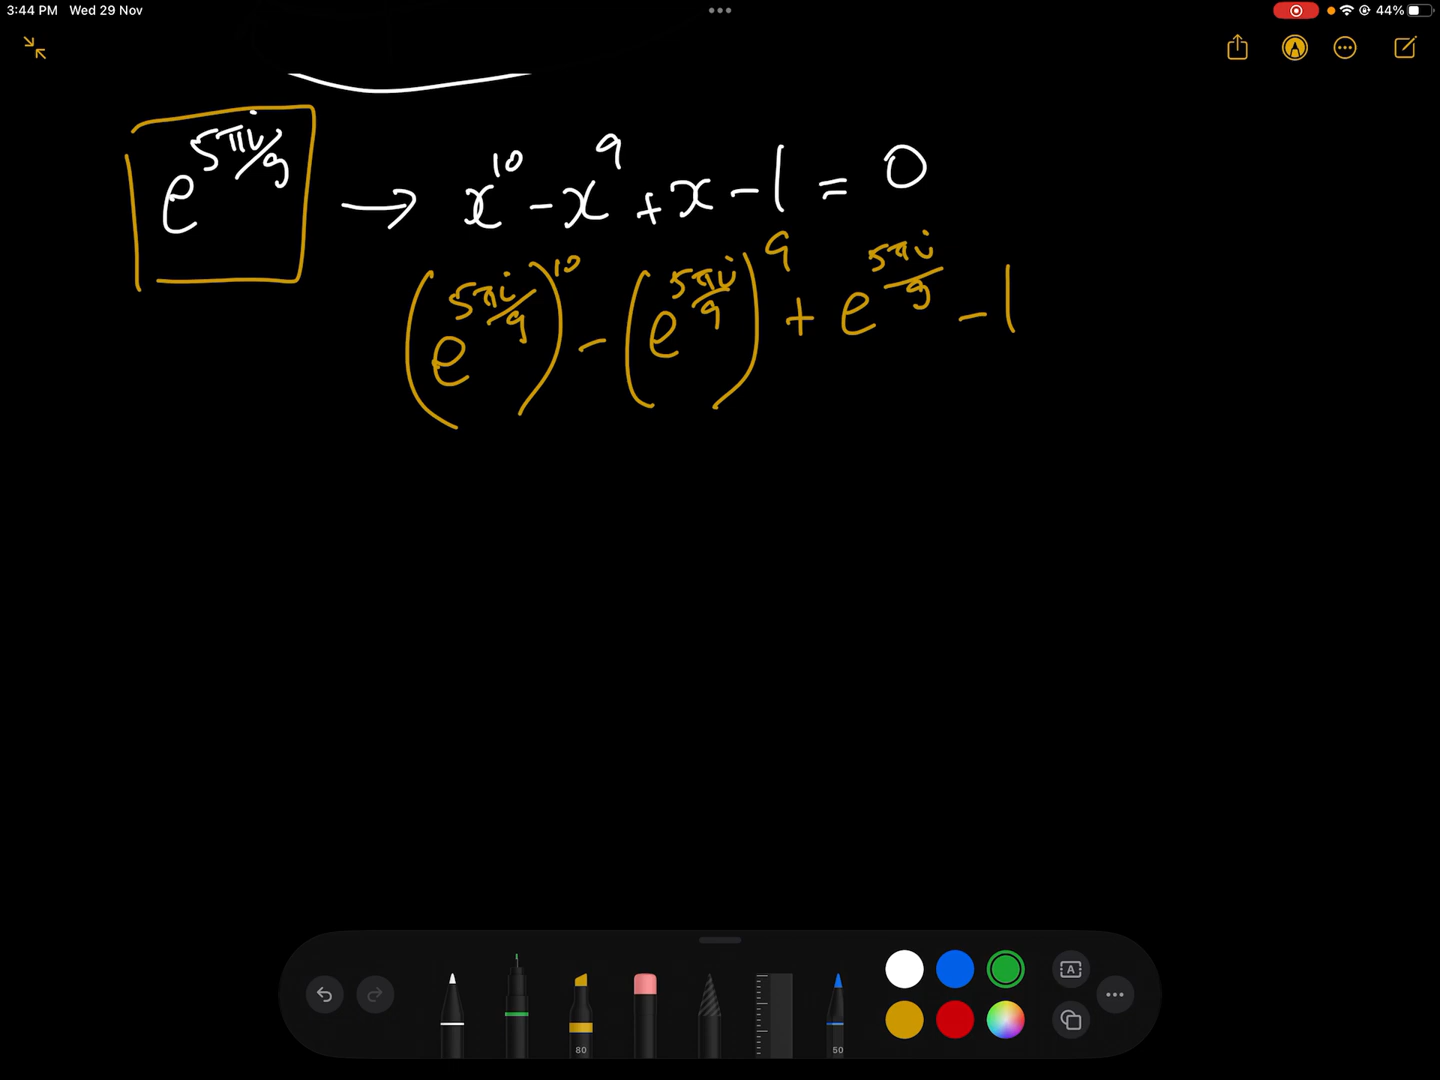 3:44 PM Wed 29 Nov
44%
e^{5πi/9} → x^{10} - x^{9} + x - 1 = 0
(e^{5πi/9})^{10} - (e^{5πi/9})^{9} + e^{5πi/9} - 1
A
80
50